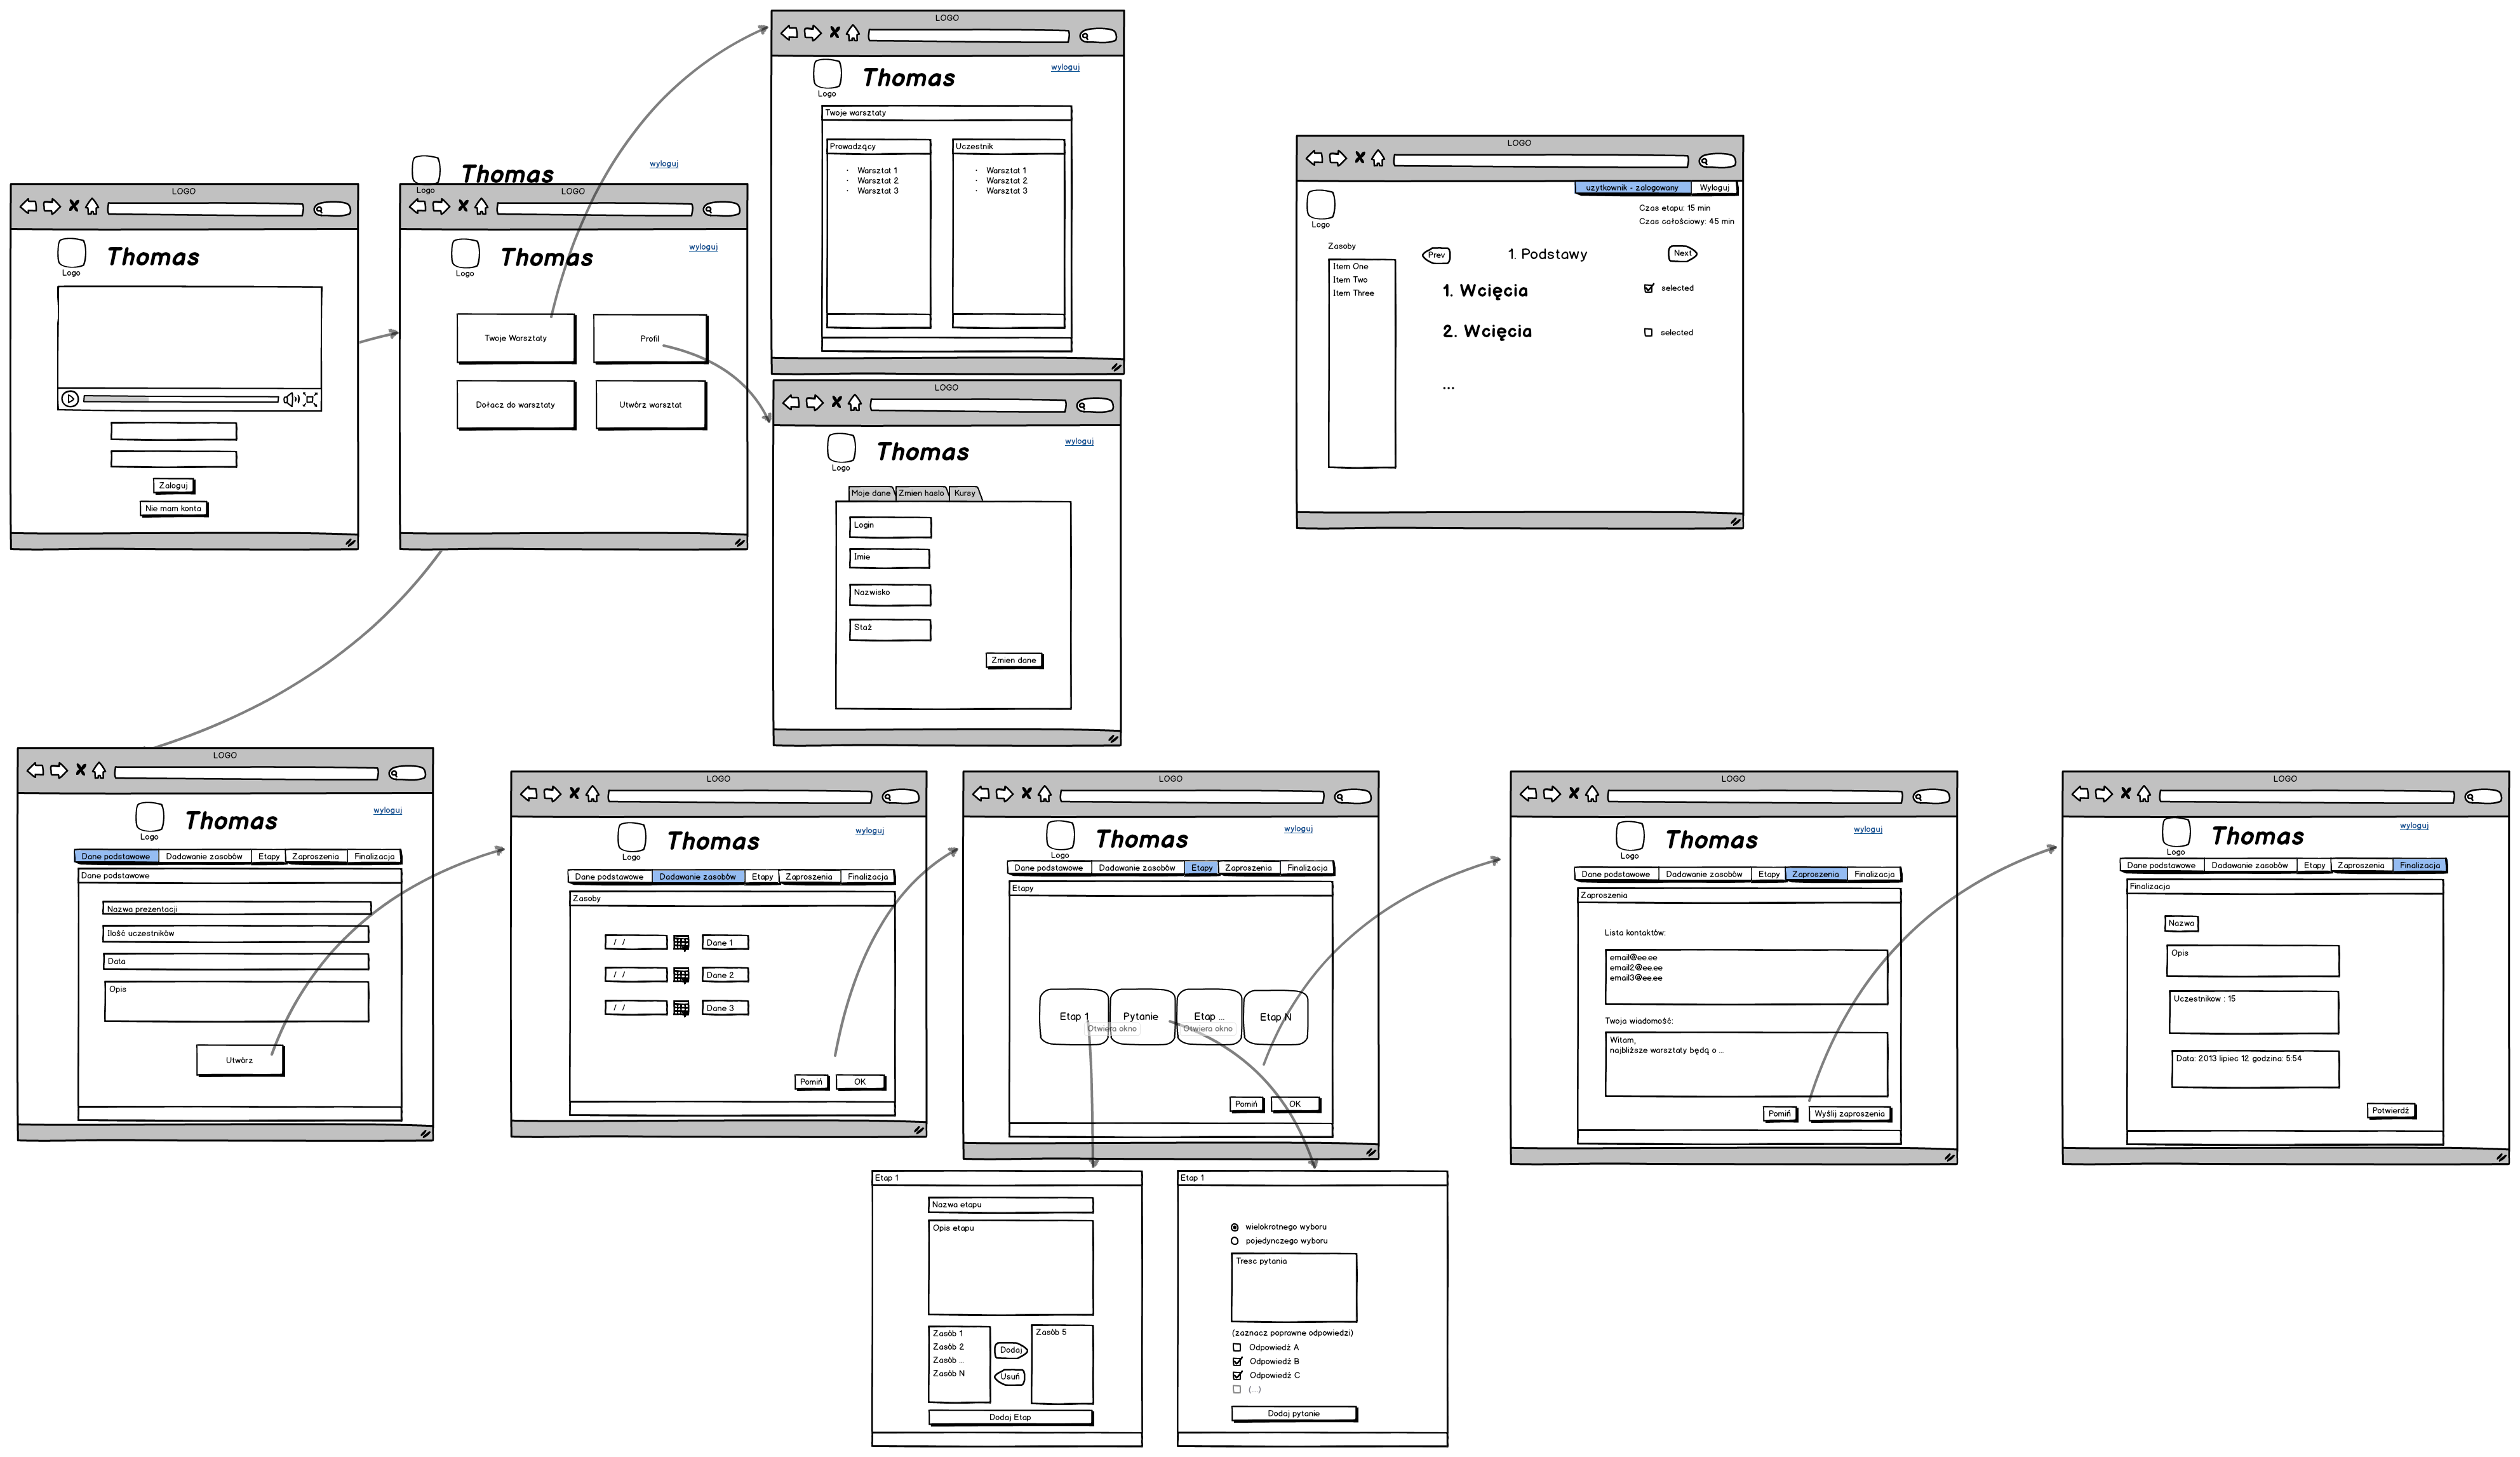 LOGO
Thomas
wyloguj
Logo
Twoje warsztaty
Prowadzący
Uczestnik
Warsztat 1
Warsztat 2
Warsztat 3
Warsztat 1
Warsztat 2
Warsztat 3
LOGO
użytkownik - zalogowany
Wyloguj
Logo
Czas etapu: 15 min
Czas całościowy: 45 min
Zasoby
Item One
Item Two
Item Three
Prev
1. Podstawy
Next
1. Wcięcia
selected
2. Wcięcia
selected
...
LOGO
Thomas
Logo
Zaloguj
Nie mam konta
Thomas
wyloguj
Logo
LOGO
Thomas
wyloguj
Logo
Twoje Warsztaty
Profil
Dołacz do warsztaty
Utwórz warsztat
LOGO
Thomas
wyloguj
Logo
Moje dane
Zmien haslo
Kursy
Login
Imie
Nazwisko
Staż
Zmien dane
LOGO
Thomas
wyloguj
Logo
Dane podstawowe
Dadawanie zasobów
Etapy
Zaproszenia
Finalizacja
Dane podstawowe
Nazwa prezentacji
Ilość uczestników
Data
Opis
Utwórz
LOGO
Thomas
wyloguj
Logo
Dane podstawowe
Dadawanie zasobów
Etapy
Zaproszenia
Finalizacja
Zasoby
/ /
Dane 1
/ /
Dane 2
/ /
Dane 3
Pomiń
OK
LOGO
Thomas
wyloguj
Logo
Dane podstawowe
Dadawanie zasobów
Etapy
Zaproszenia
Finalizacja
Etapy
Etap 1
Pytanie
Etap ...
Etap N
Otwiera okno
Otwiera okno
Pomiń
OK
LOGO
Thomas
wyloguj
Logo
Dane podstawowe
Dadawanie zasobów
Etapy
Zaproszenia
Finalizacja
Zaproszenia
Lista kontaktów:
email@ee.ee
email2@ee.ee
email3@ee.ee
Twoja wiadomość:
Witam,
najbliższe warsztaty będą o ...
Pomiń
Wyślij zaproszenia
LOGO
Thomas
wyloguj
Logo
Dane podstawowe
Dadawanie zasobów
Etapy
Zaproszenia
Finalizacja
Finalizacja
Nazwa
Opis
Uczestnikow : 15
Data: 2013 lipiec 12 godzina: 5:54
Potwierdź
Etap 1
Nazwa etapu
Opis etapu
Zasób 1
Zasób 2
Zasób ...
Zasób N
Dodaj
Usuń
Zasób 5
Dodaj Etap
Etap 1
wielokrotnego wyboru
pojedynczego wyboru
Tresc pytania
(zaznacz poprawne odpowiedzi)
Odpowiedź A
Odpowiedź B
Odpowiedź C
(...)
Dodaj pytanie